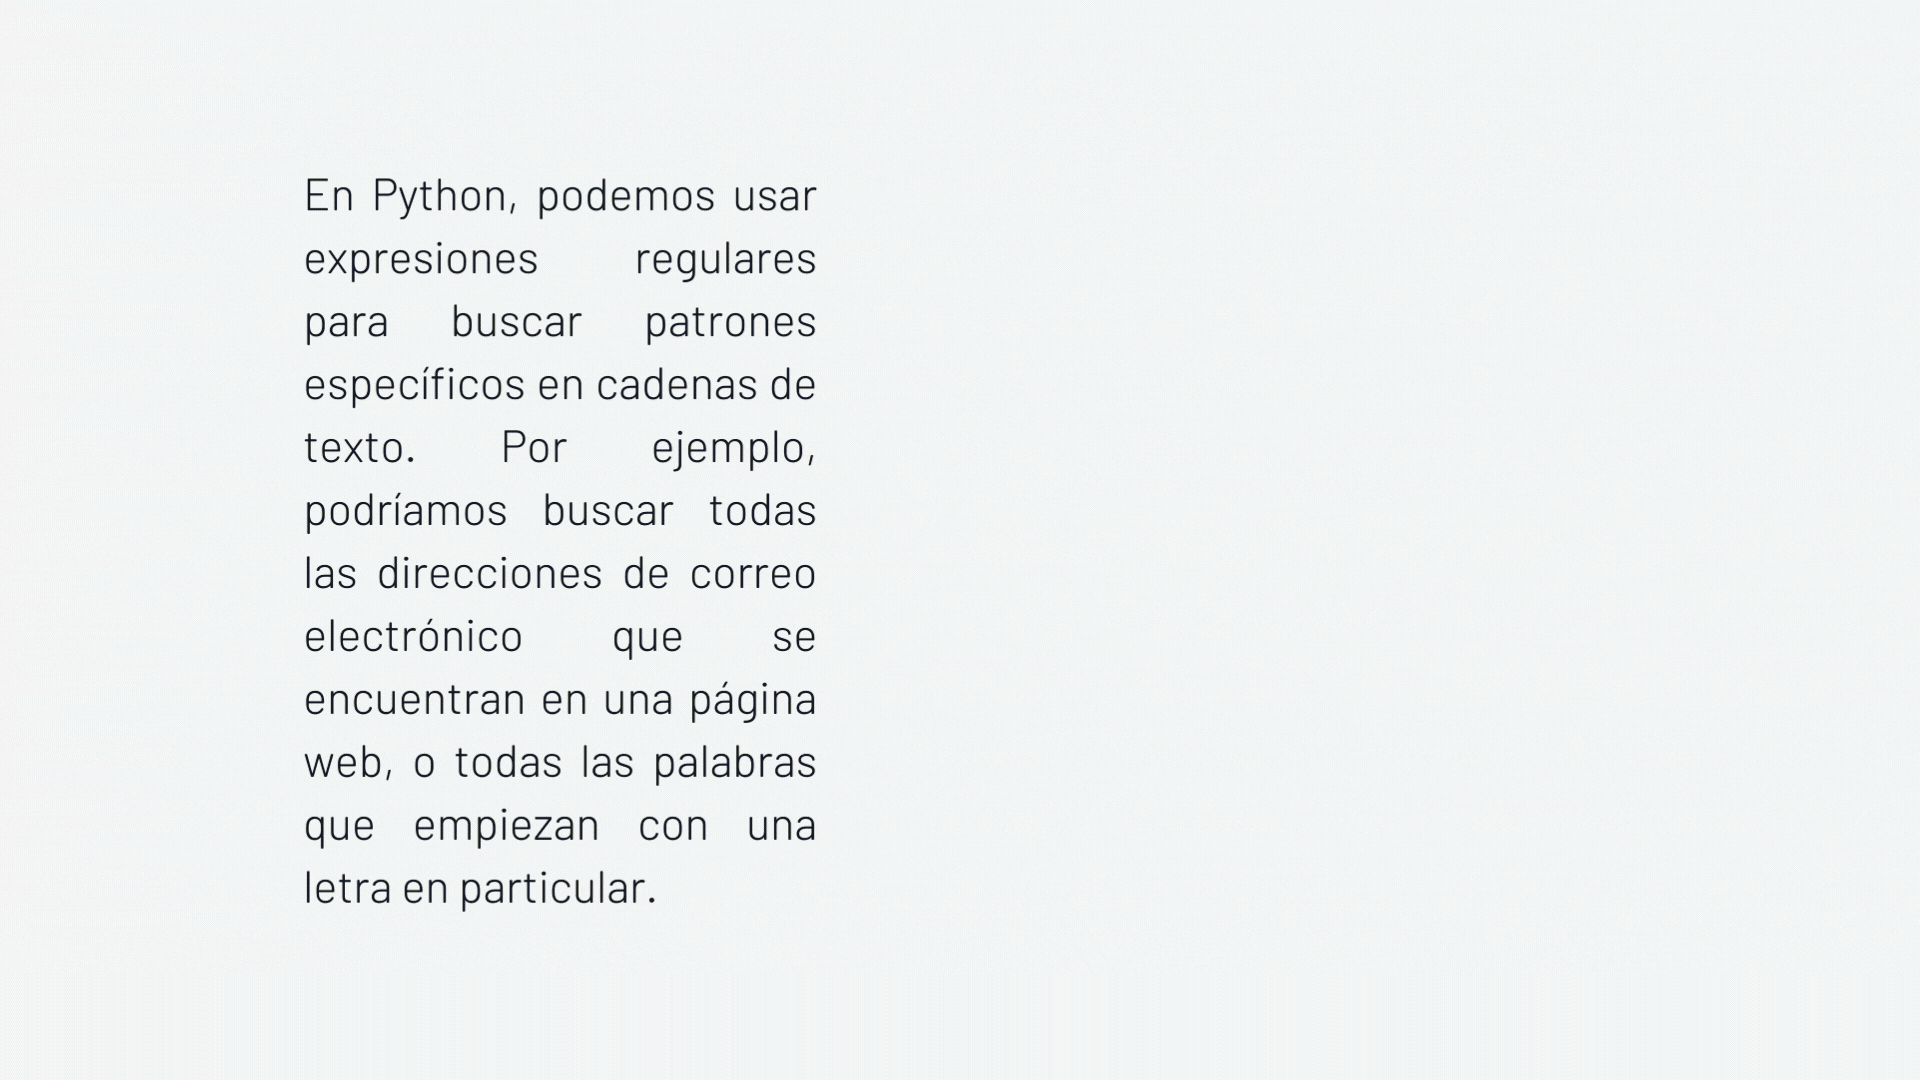 En Python, podemos usar
expresiones regulares
para buscar patrones
específicos en cadenas de
texto. Por ejemplo,
podríamos buscar todas
las direcciones de correo
electrónico que se
encuentran en una página
web, o todas las palabras
que empiezan con una
letra en particular.